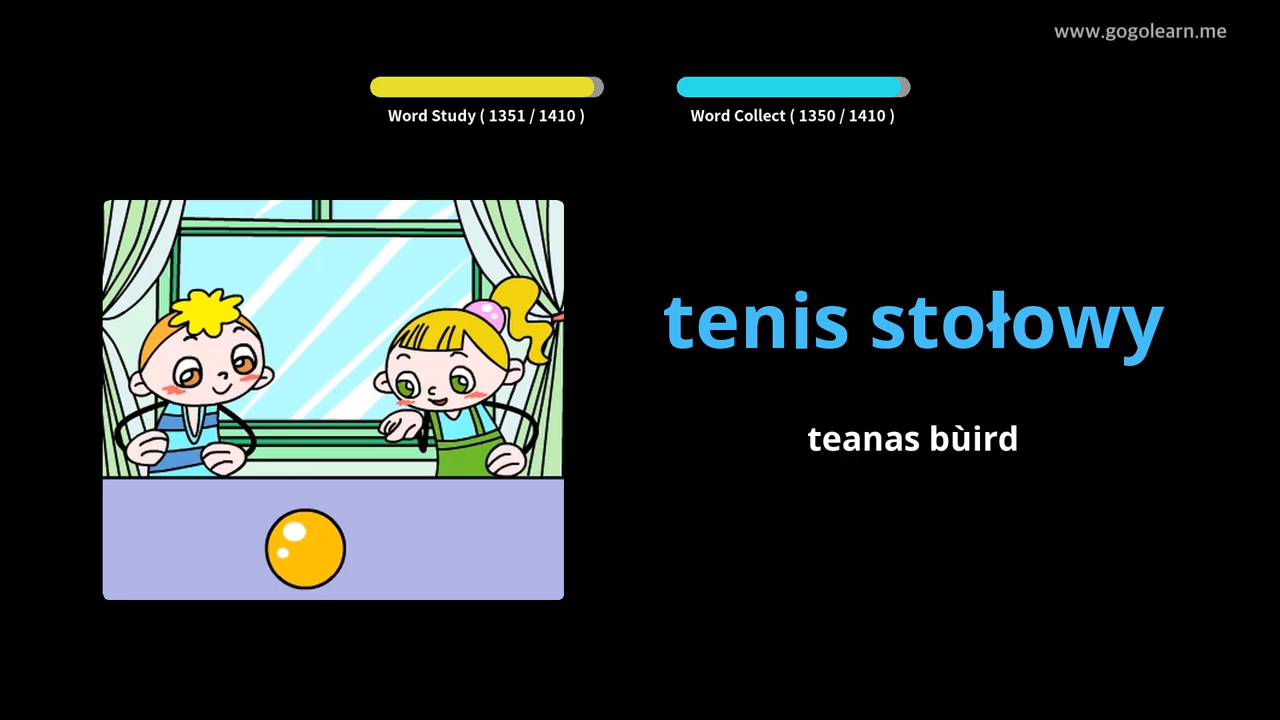 www.gogolearn.me
Word Study ( 1351 / 1410 )
Word Collect ( 1350 / 1410 )
tenis stołowy
teanas bùird